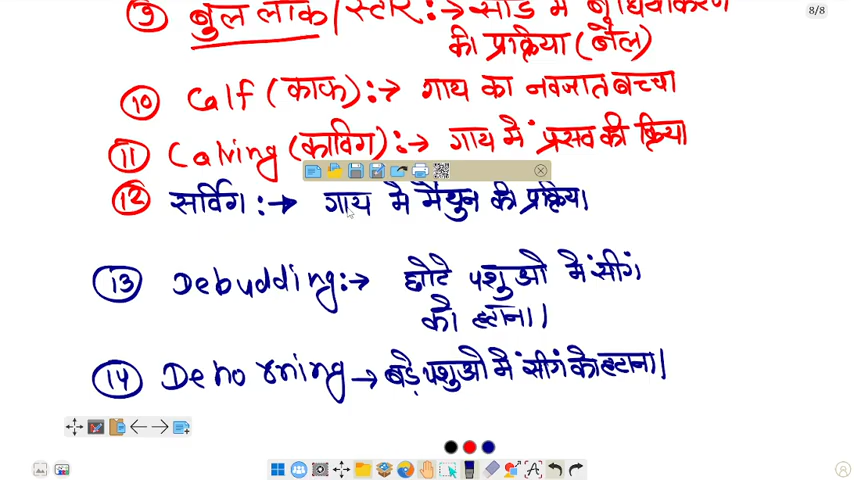 8/8
⑨ बुल लाक/स्टीर :→ सांड में बधियाकरण
की प्रक्रिया (बैल)
⑩ Calf (काफ) :→ गाय का नवजात बच्चा
⑪ Calving (काविंग) :→ गाय में प्रसव की क्रिया
⑫ सर्विग :→ गाय मै मैथुन की प्रक्रिया
⑬ Debudding :→ छोटे पशुओ मे सींग
को हटाना।
⑭ Dehorning → बड़े पशुओ मै सींग को हटाना।